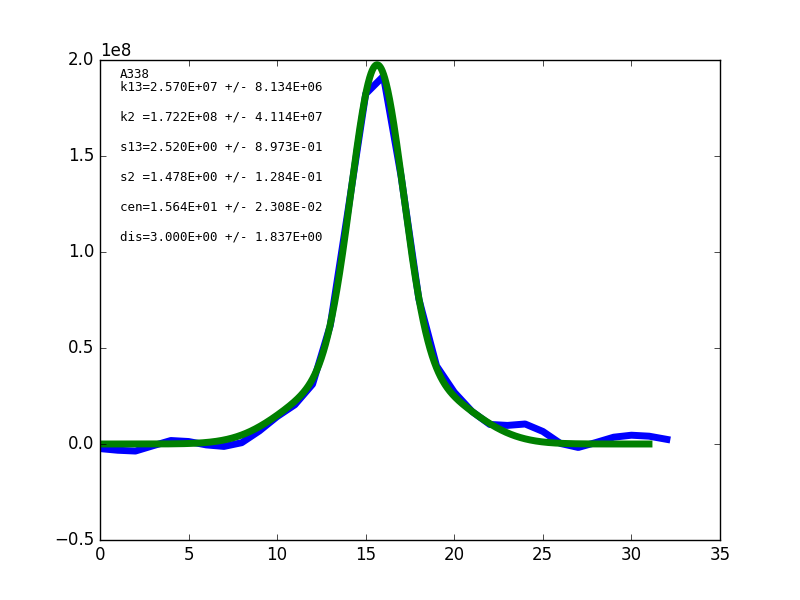 1e8
2.0
A338
k13=2.570E+07 +/- 8.134E+06
k2 =1.722E+08 +/- 4.114E+07
s13=2.520E+00 +/- 8.973E-01
1.5
s2 =1.478E+00 +/- 1.284E-01
cen=1.564E+01 +/- 2.308E-02
dis=3.000E+00 +/- 1.837E+00
1.0
0.5
0.0
−0.5
0 5 10 15 20 25 30 35